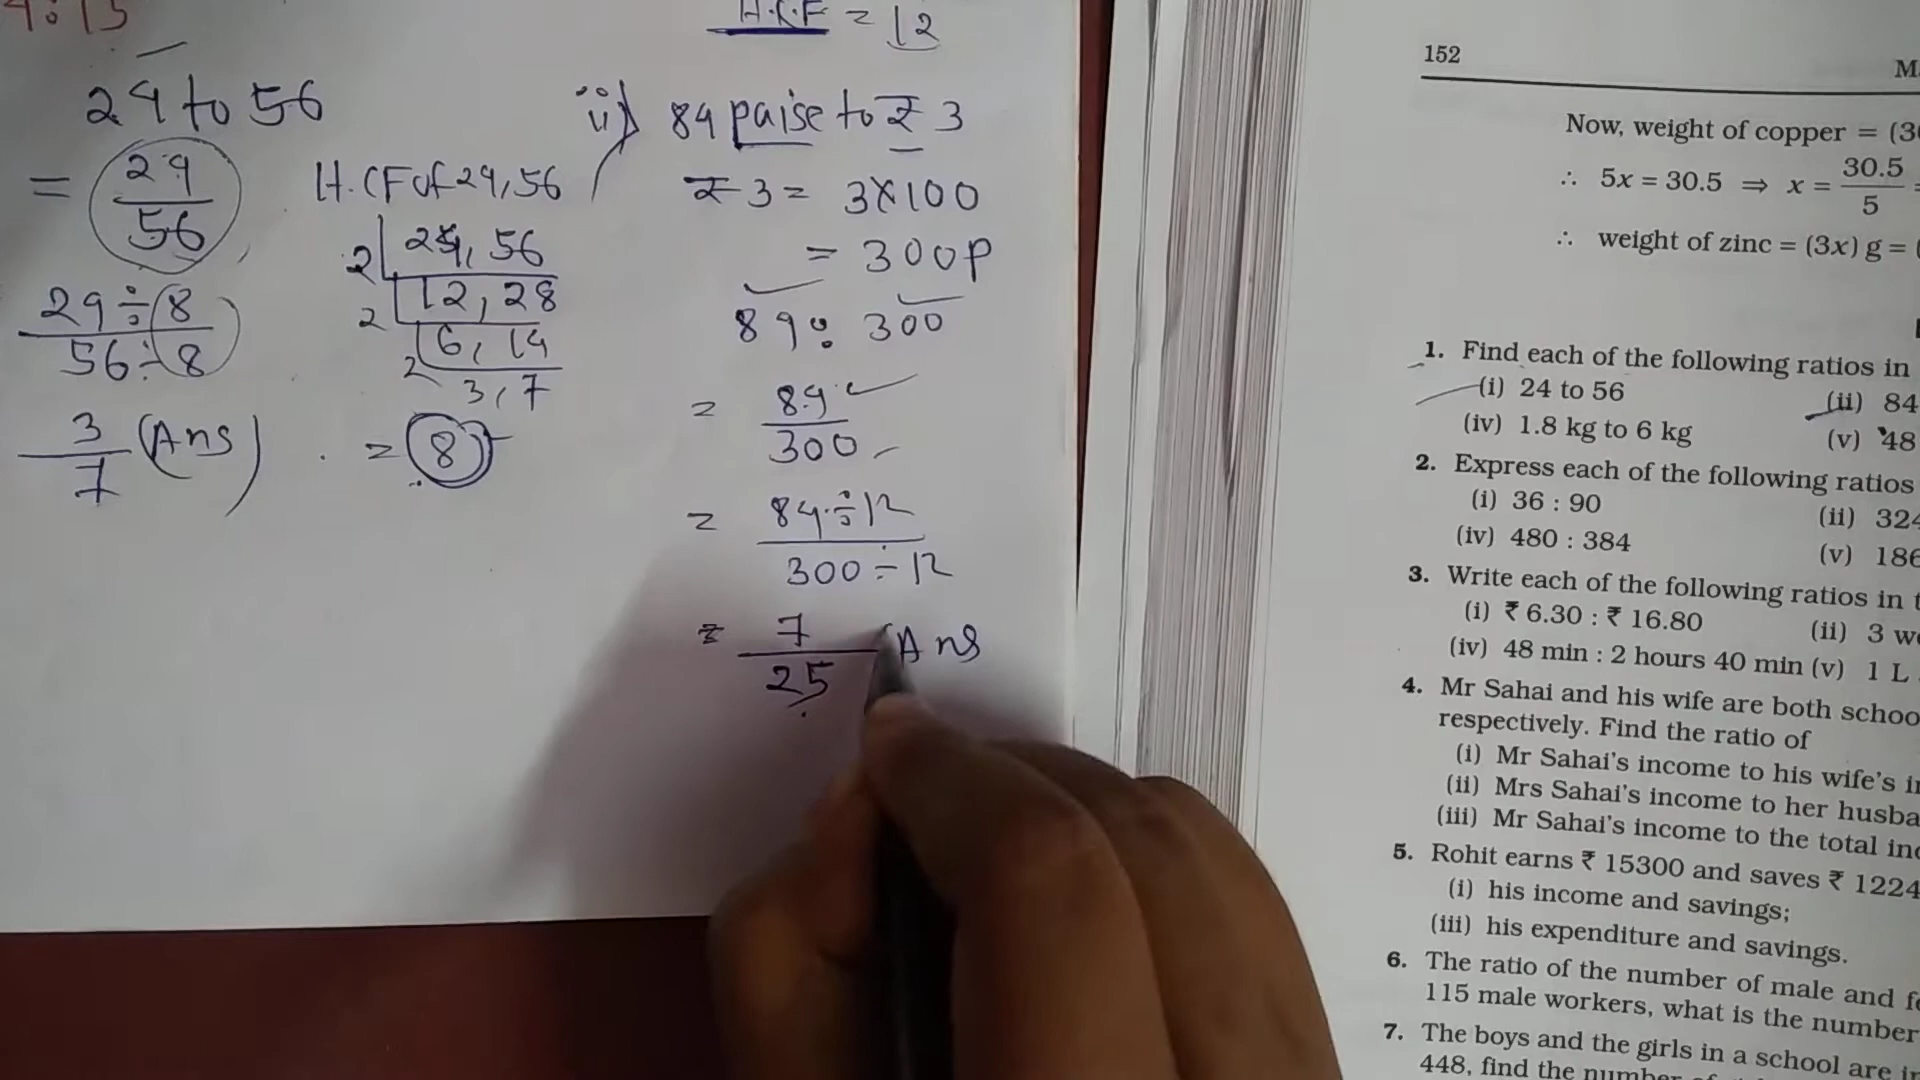 4:15
24 to 56
= 24/56
24÷8/56÷8
3/7 (Ans)
H.CF of 24, 56
2 24, 56
2 12, 28
2 6, 14
3, 7
= 8
H.C.F = 12
ii) 84 paise to ₹ 3
₹ 3 = 3×100
= 300P
84 : 300
= 84/300
= 84÷12/300÷12
= 7/25 (Ans
152
Now, weight of copper = (3
∴ 5x = 30.5 ⇒ x = 30.5/5 =
∴ weight of zinc = (3x) g = (
1. Find each of the following ratios in
(i) 24 to 56 (ii) 84
(iv) 1.8 kg to 6 kg (v) 48
2. Express each of the following ratios
(i) 36 : 90 (ii) 324
(iv) 480 : 384 (v) 186
3. Write each of the following ratios in t
(i) ₹ 6.30 : ₹ 16.80 (ii) 3 w
(iv) 48 min : 2 hours 40 min (v) 1 L
4. Mr Sahai and his wife are both schoo
respectively. Find the ratio of
(i) Mr Sahai's income to his wife's i
(ii) Mrs Sahai's income to her husba
(iii) Mr Sahai's income to the total in
5. Rohit earns ₹ 15300 and saves ₹ 1224
(i) his income and savings;
(iii) his expenditure and savings.
6. The ratio of the number of male and f
115 male workers, what is the number
7. The boys and the girls in a school are i
448, find the number